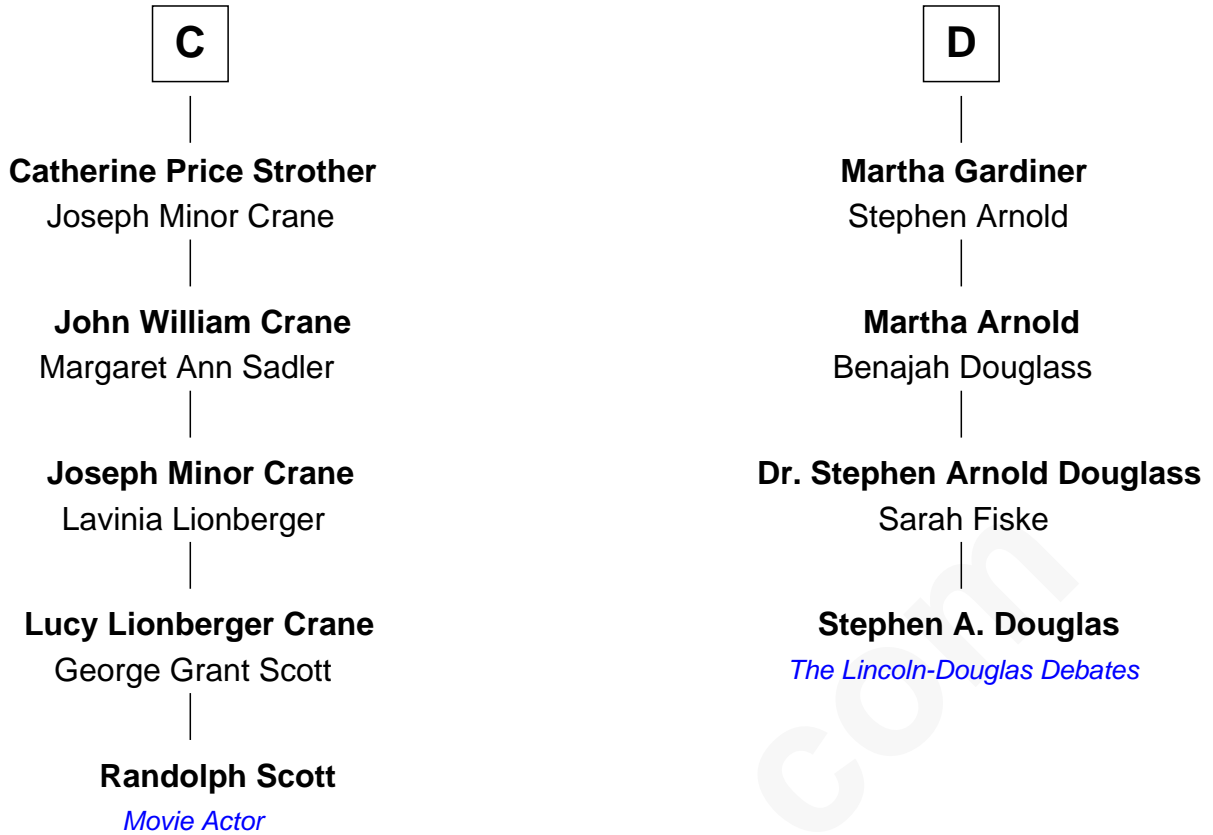 C
Catherine Price Strother
Joseph Minor Crane
John William Crane
Margaret Ann Sadler
Joseph Minor Crane
Lavinia Lionberger
Lucy Lionberger Crane
George Grant Scott
Randolph Scott
Movie Actor
D
Martha Gardiner
Stephen Arnold
Martha Arnold
Benajah Douglass
Dr. Stephen Arnold Douglass
Sarah Fiske
Stephen A. Douglas
The Lincoln-Douglas Debates
com